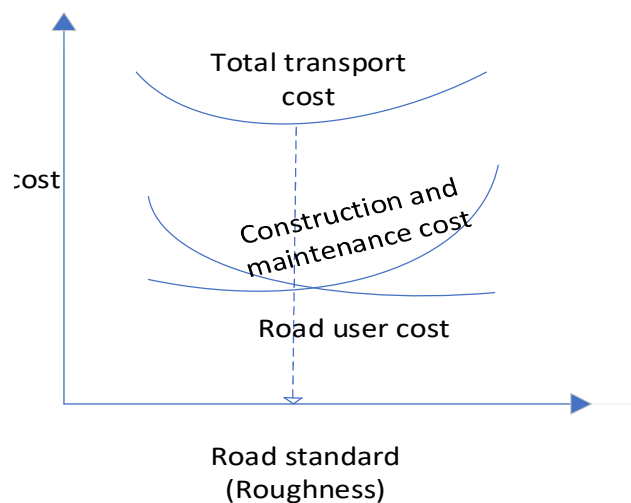 Total transport
cost
cost
Construction and
maintenance cost
Road user cost
Road standard
(Roughness)